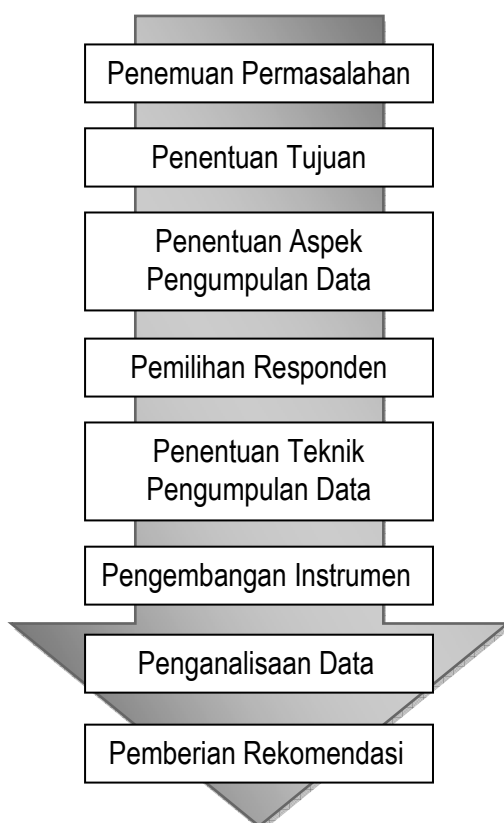 Penemuan Permasalahan
Penentuan Tujuan
Penentuan Aspek
Pengumpulan Data
Pemilihan Responden
Penentuan Teknik
Pengumpulan Data
Pengembangan Instrumen
Penganalisaan Data
Pemberian Rekomendasi